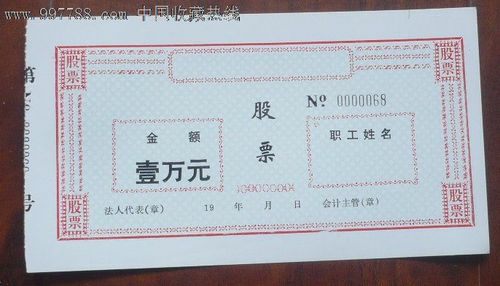 www.997788.com 中国收藏热线
股票
股票
第
号
No 0000068
股票
金额
壹万元
职工姓名
法人代表(章) 19 年 月 日 会计主管(章)
股票
股票